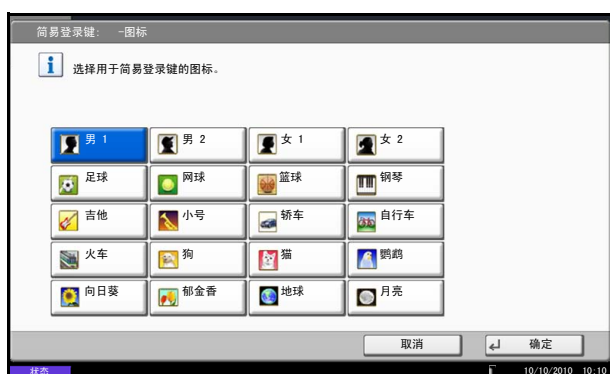 简易登录键： -图标
选择用于简易登录键的图标。
男 1 男 2 女 1 女 2
足球 网球 篮球 钢琴
吉他 小号 轿车 自行车
火车 狗 猫 鹦鹉
向日葵 郁金香 地球 月亮
取消 确定
状态 10/10/2010 10:10